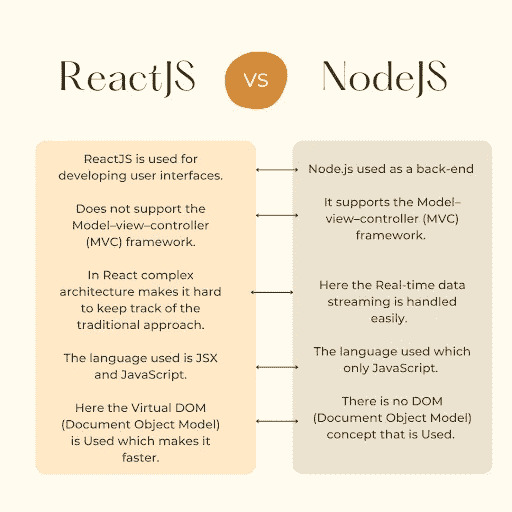 ReactJS
VS
NodeJS
ReactJS is used for
developing user interfaces.
Does not support the
Model–view–controller
(MVC) framework.
In React complex
architecture makes it hard
to keep track of the
traditional approach.
The language used is JSX
and JavaScript.
Here the Virtual DOM
(Document Object Model)
is Used which makes it
faster.
Node.js used as a back-end
It supports the Model–
view–controller (MVC)
framework.
Here the Real-time data
streaming is handled
easily.
The language used which
only JavaScript.
There is no DOM
(Document Object Model)
concept that is Used.